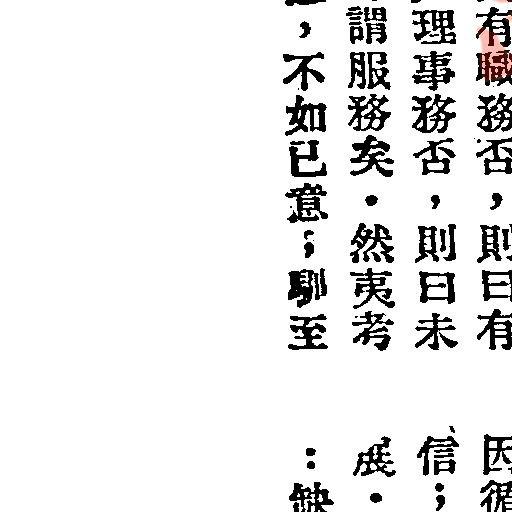 有職務否，則曰有
理事務否，則曰未
謂服務矣．然夷考
，不如已意；馴至
因循
信；
展．
：缺